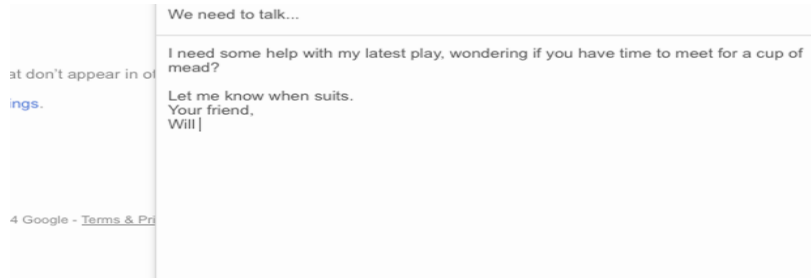 We need to talk...
I need some help with my latest play, wondering if you have time to meet for a cup of
mead?
at don't appear in of
Let me know when suits.
ings.
Your friend,
Will
4 Google - Terms & Pri